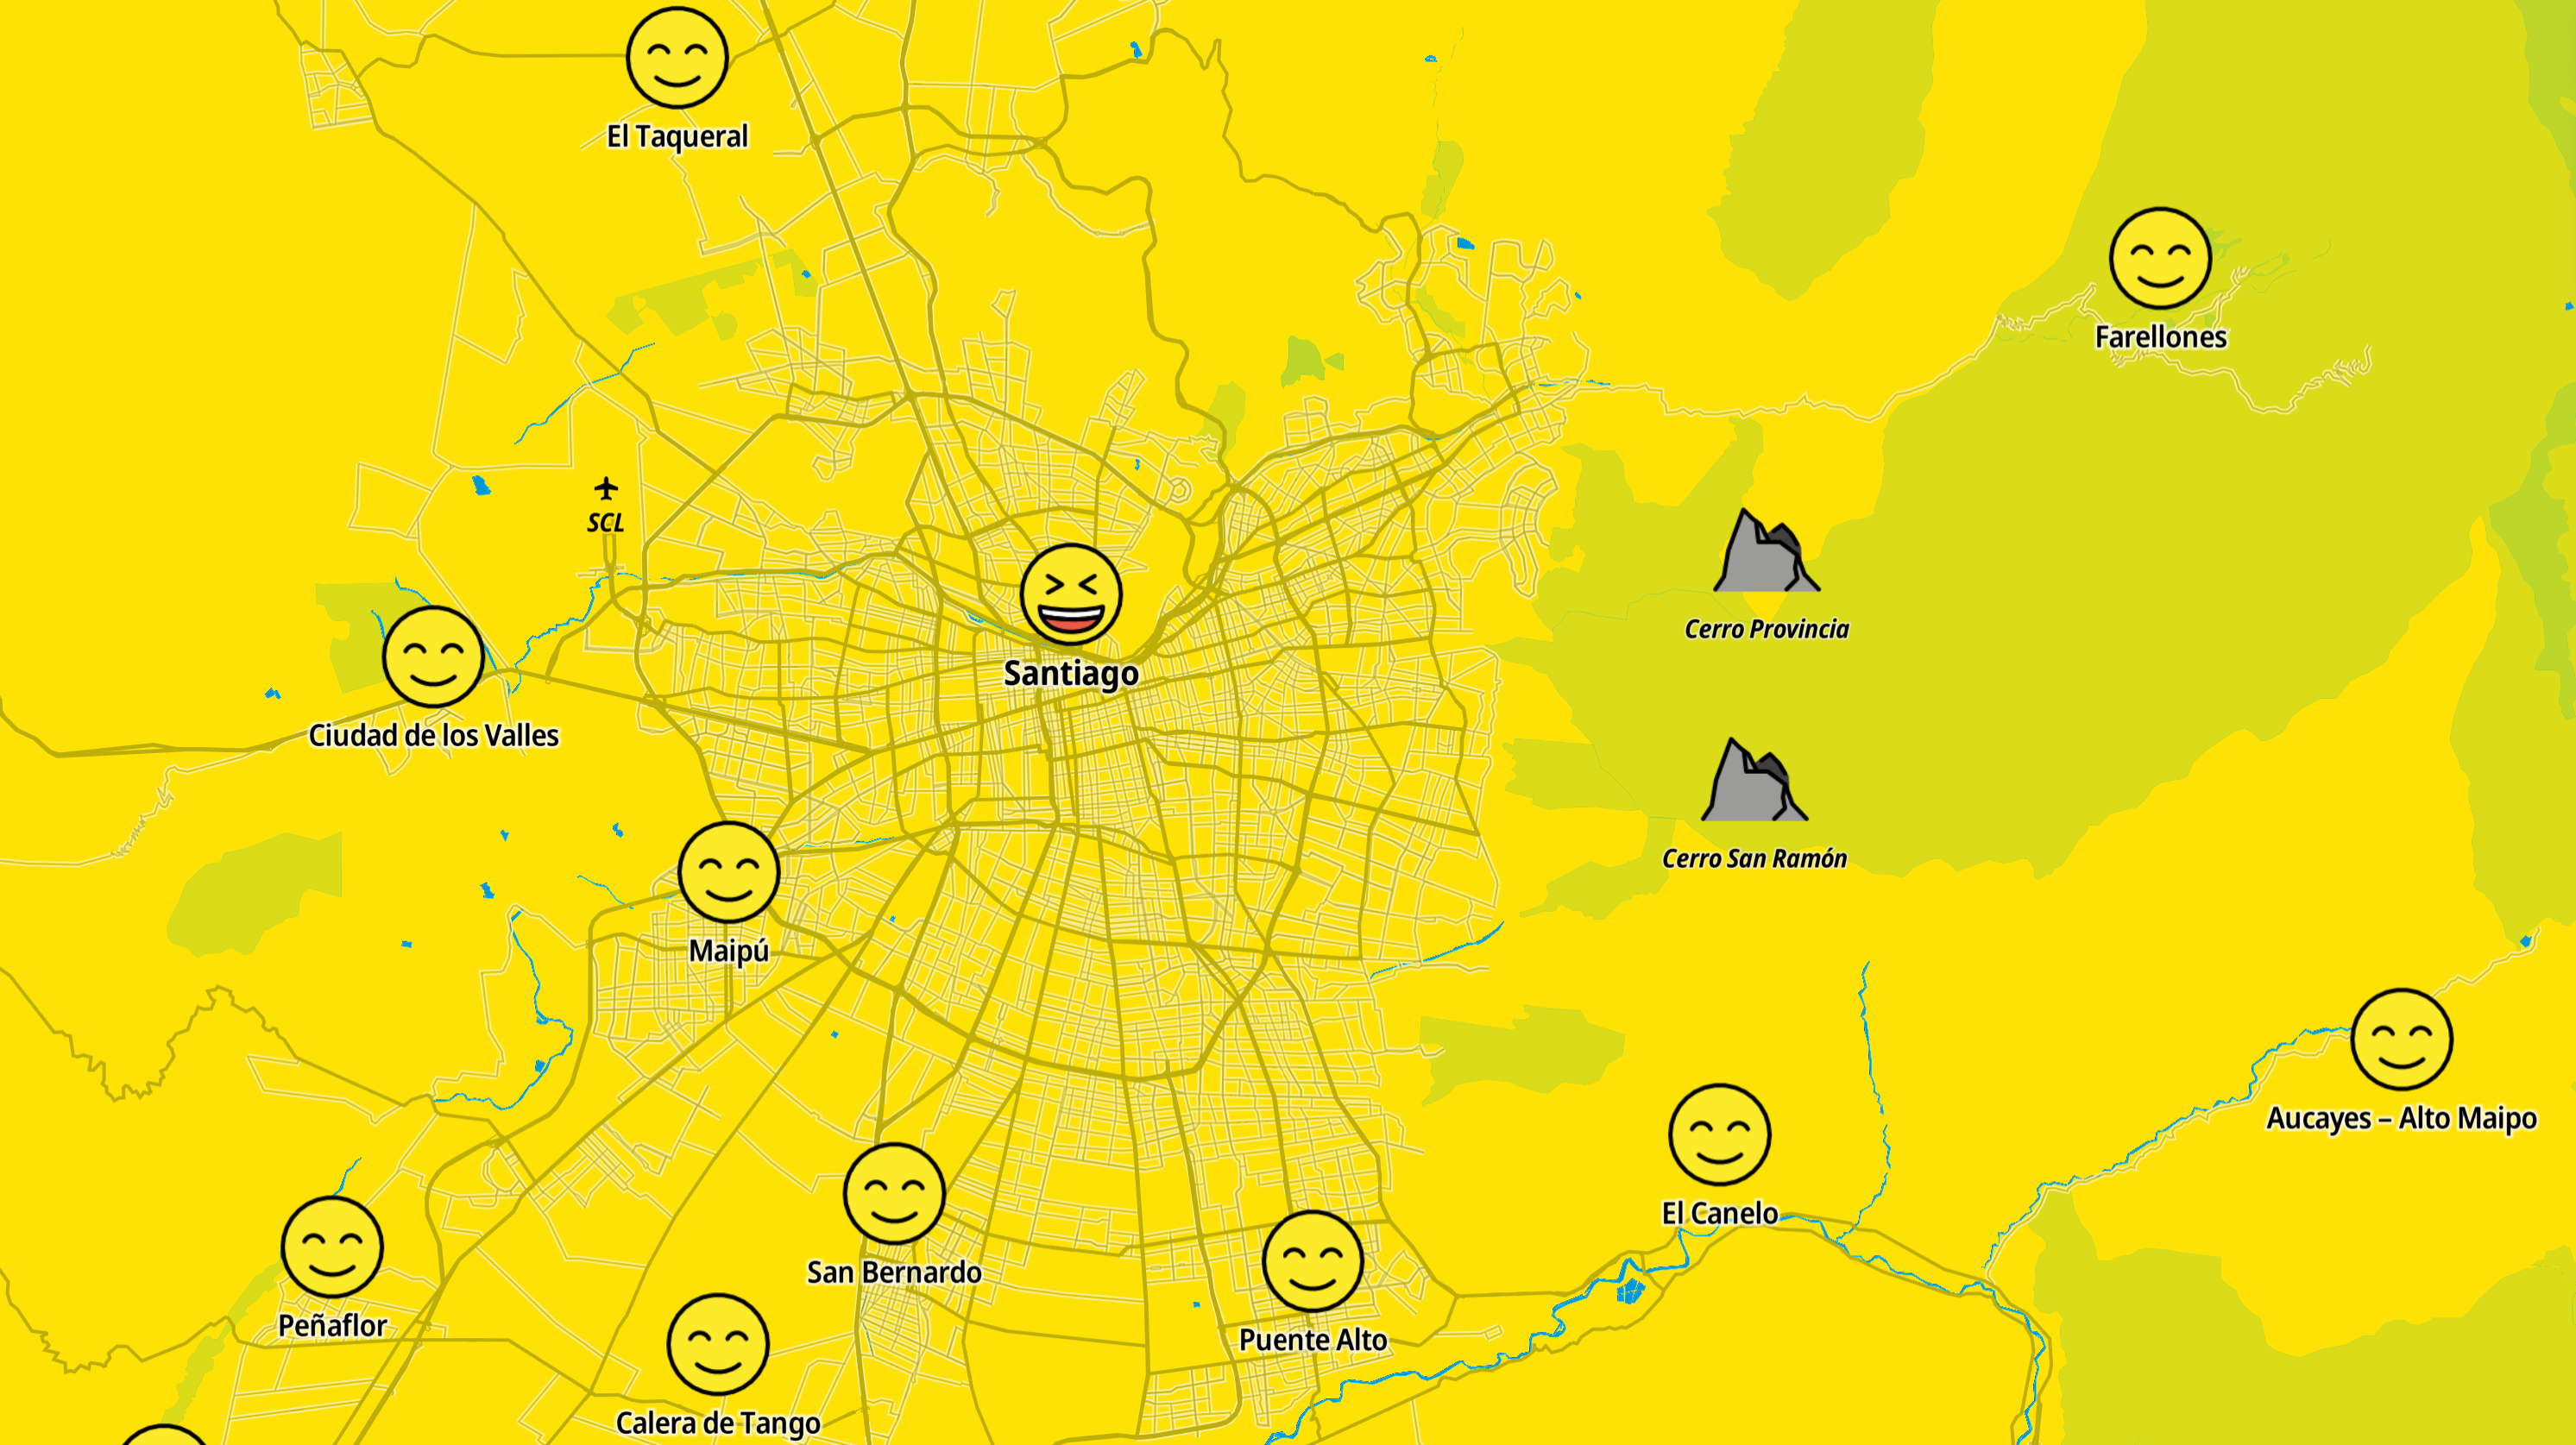 El Taqueral
Farellones
SCL
Cerro Provincia
Santiago
Ciudad de los Valles
Cerro San Ramón
Maipú
Aucayes – Alto Maipo
El Canelo
San Bernardo
Peñaflor
Puente Alto
Calera de Tango